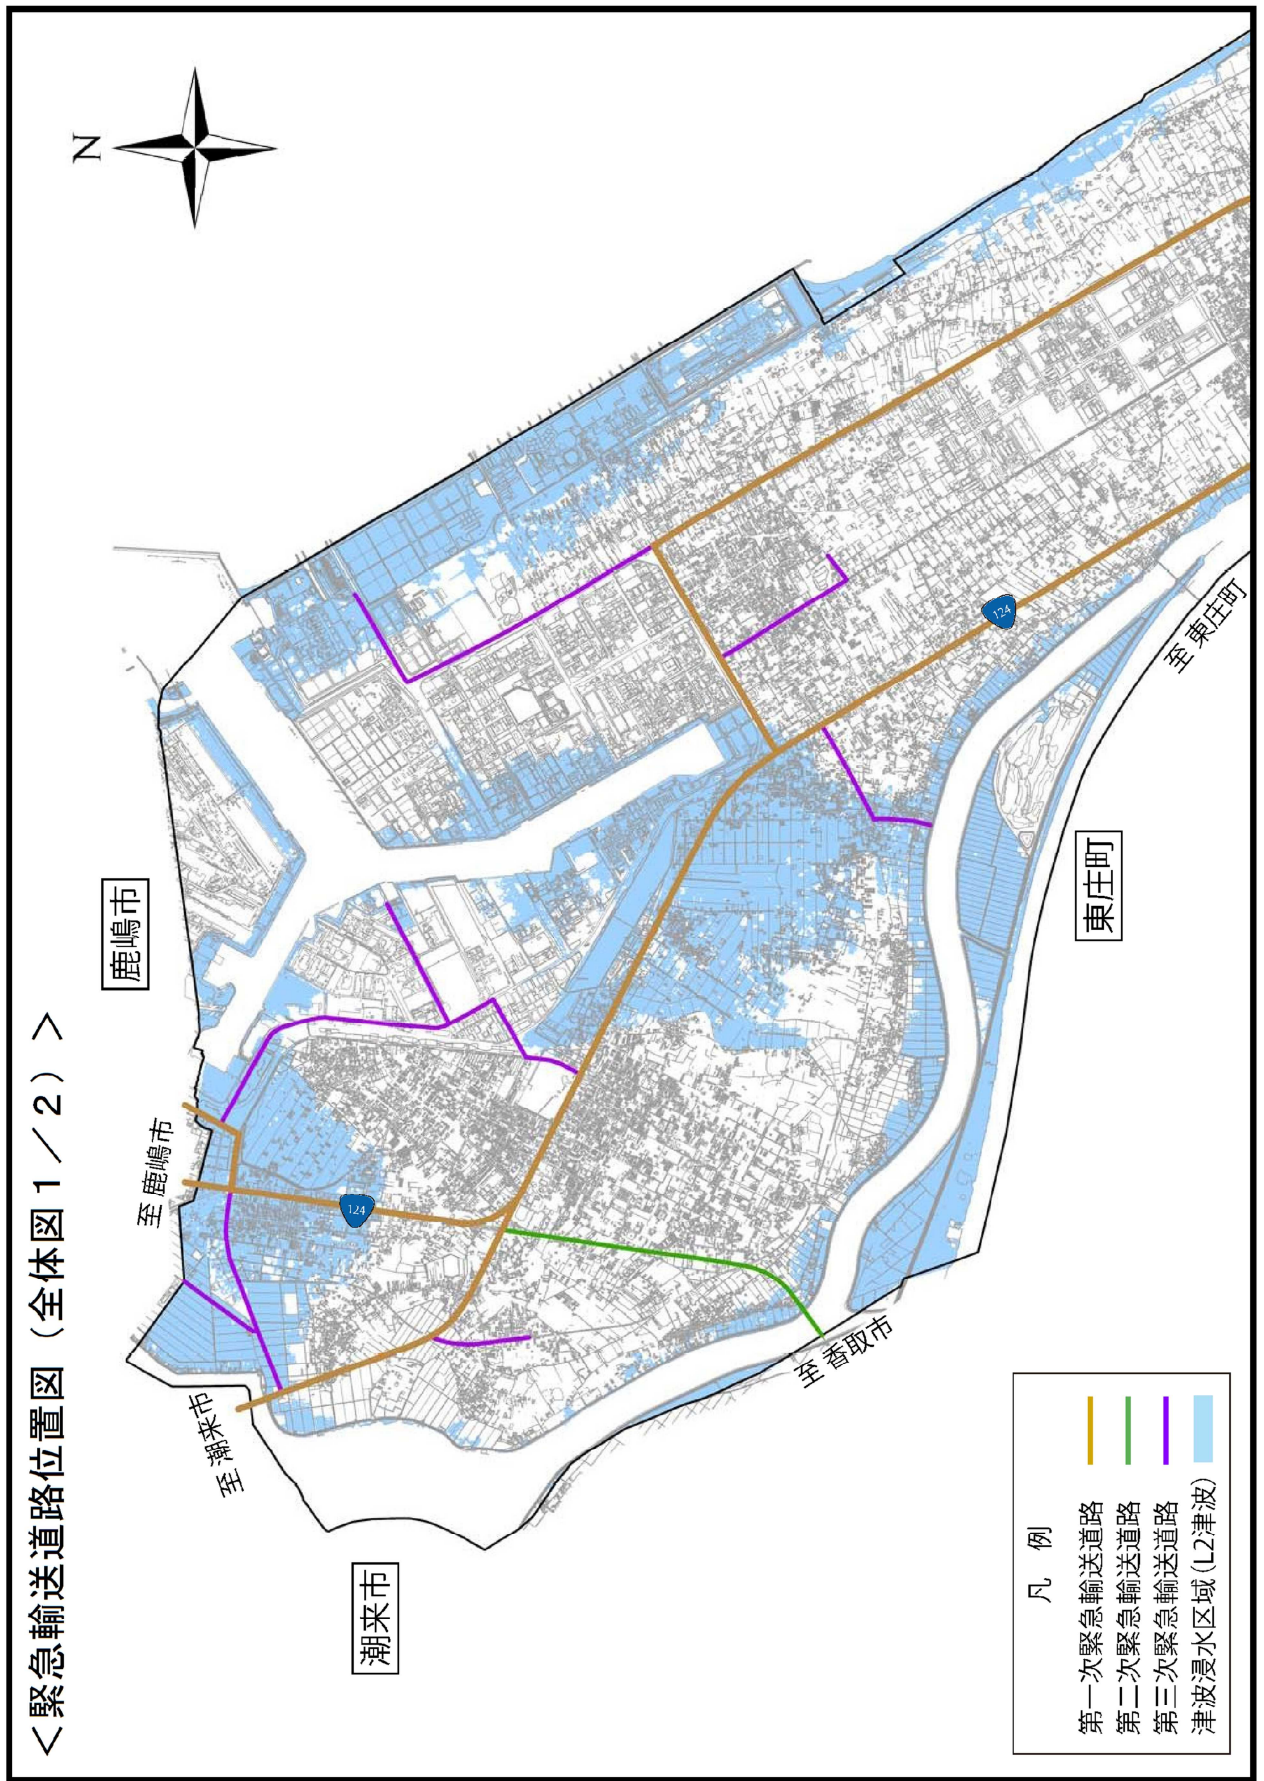 ＜緊急輸送道路位置図（全体図１／２）＞
N
鹿嶋市
至 鹿嶋市
至 潮来市
潮来市
124
124
至 香取市
東庄町
至 東庄町
凡 例
第一次緊急輸送道路
第二次緊急輸送道路
第三次緊急輸送道路
津波浸水区域（L2津波）